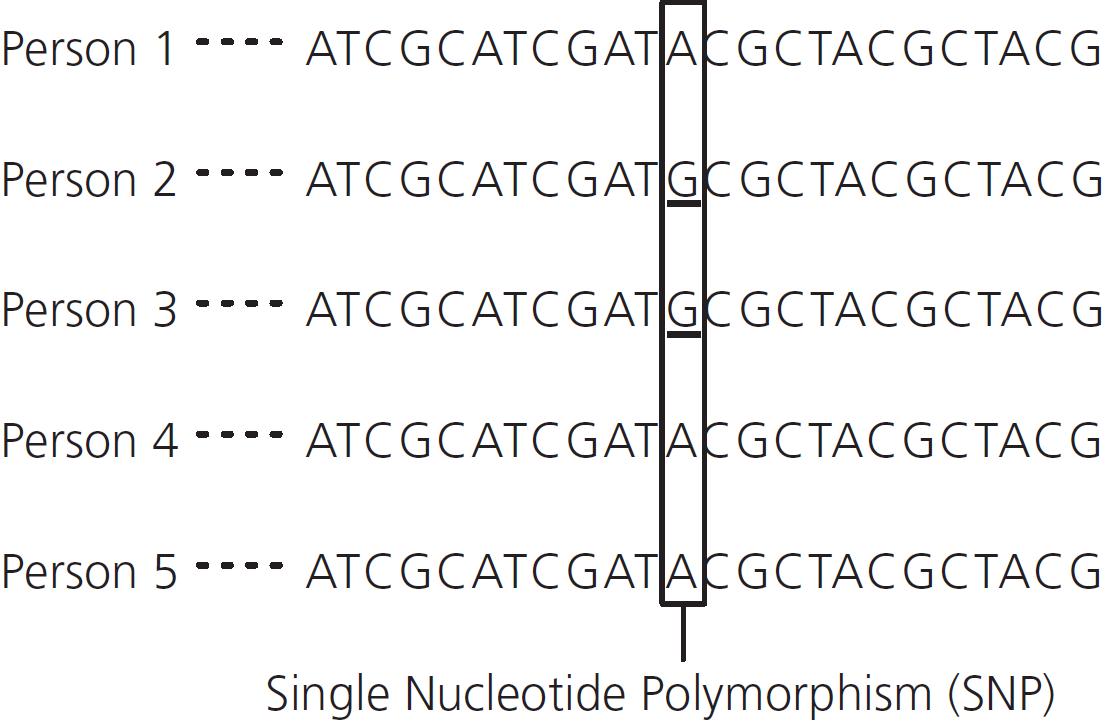 Person 1 ---- ATCGCATCGATACGCTACGCTACG
Person 2 ---- ATCGCATCGATGCGCTACGCTACG
Person 3 ---- ATCGCATCGATGCGCTACGCTACG
Person 4 ---- ATCGCATCGATACGCTACGCTACG
Person 5 ---- ATCGCATCGATACGCTACGCTACG
Single Nucleotide Polymorphism (SNP)